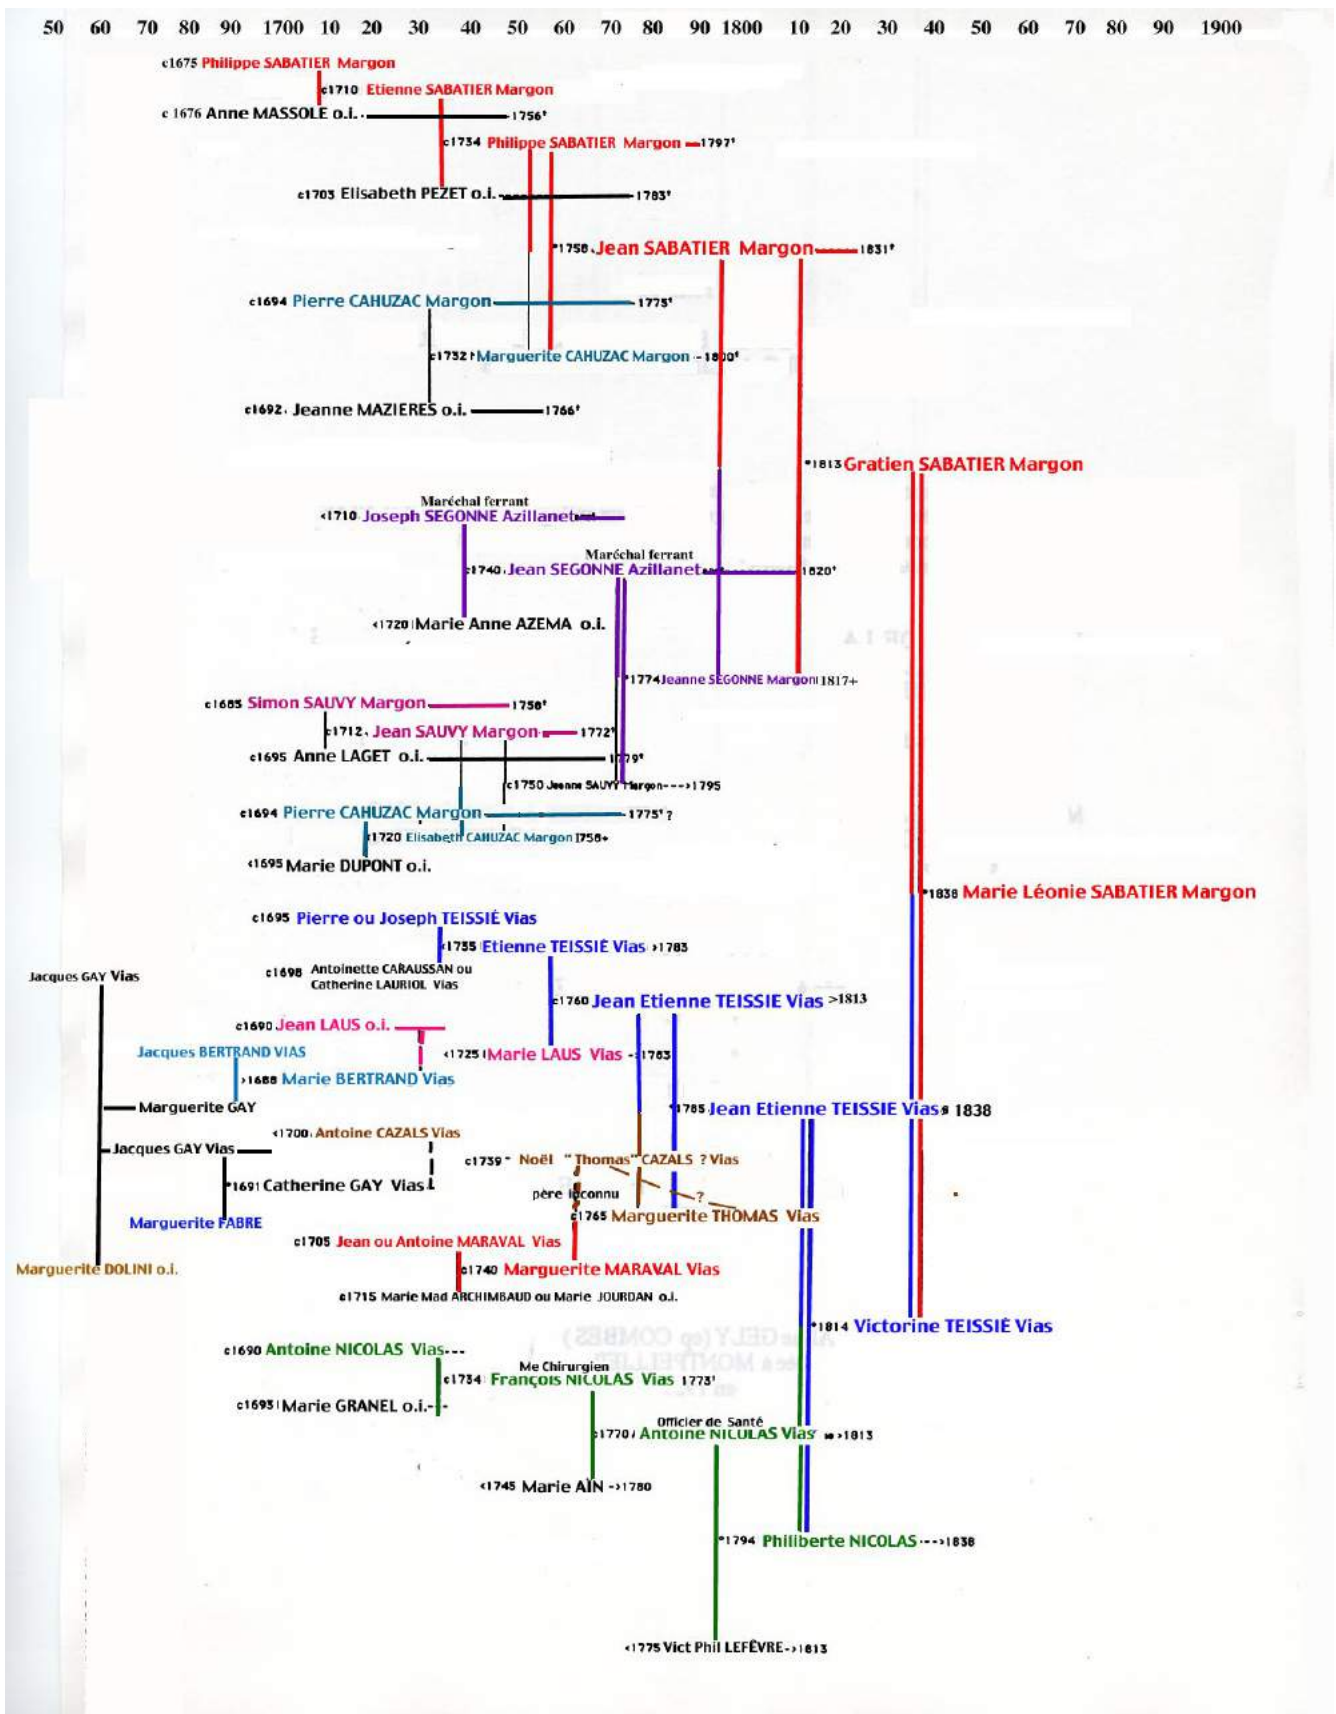 50 60 70 80 90 1700 10 20 30 40 50 60 70 80 90 1800 10 20 30 40 50 60 70 80 90 1900
c1675 Philippe SABATIER Margon
c1710 Etienne SABATIER Margon
c 1676 Anne MASSOLE o.i. 1756†
c1734 Philippe SABATIER Margon 1797†
c1703 Elisabeth PEZET o.i. 1783†
°1758 Jean SABATIER Margon 1831†
c1694 Pierre CAHUZAC Margon 1775†
c1732 Marguerite CAHUZAC Margon 1800†
c1692 Jeanne MAZIERES o.i. 1766†
°1813 Gratien SABATIER Margon
Maréchal ferrant
<1710 Joseph SEGONNE Azillanet
Maréchal ferrant
c1740 Jean SEGONNE Azillanet 1820†
<1720 Marie Anne AZEMA o.i.
°1774 Jeanne SEGONNE Margon 1817+
c1685 Simon SAUVY Margon 1758†
c1712 Jean SAUVY Margon 1772†
c1695 Anne LAGET o.i. 1779†
c1750 Jeanne SAUVY Margon--->1795
c1694 Pierre CAHUZAC Margon 1775† ?
c1720 Elisabeth CAHUZAC Margon 1758+
<1695 Marie DUPONT o.i.
°1838 Marie Léonie SABATIER Margon
c1695 Pierre ou Joseph TEISSIÉ Vias
<1735 Etienne TEISSIÉ Vias >1783
c1698 Antoinette CARAUSSAN ou
Catherine LAURIOL Vias
Jacques GAY Vias
c1760 Jean Etienne TEISSIE Vias >1813
c1690 Jean LAUS o.i.
Jacques BERTRAND VIAS
<1725 Marie LAUS Vias ->1783
>1688 Marie BERTRAND Vias
Marguerite GAY
°1785 Jean Etienne TEISSIE Vias 1838
<1700 Antoine CAZALS Vias
Jacques GAY Vias
c1739 Noël "Thomas" CAZALS ? Vias
°1691 Catherine GAY Vias
père inconnu
?
c1765 Marguerite THOMAS Vias
Marguerite FABRE
c1705 Jean ou Antoine MARAVAL Vias
Marguerite DOLINI o.i.
c1740 Marguerite MARAVAL Vias
c1715 Marie Mad ARCHIMBAUD ou Marie JOURDAN o.i.
°1814 Victorine TEISSIÉ Vias
c1690 Antoine NICOLAS Vias---
Me Chirurgien
c1734 François NICOLAS Vias 1773†
c1693 Marie GRANEL o.i.--
Officier de Santé
c1770 Antoine NICOLAS Vias >1813
<1745 Marie AÏN ->1780
°1794 Philiberte NICOLAS --->1838
<1775 Vict Phil LEFÊVRE->1813